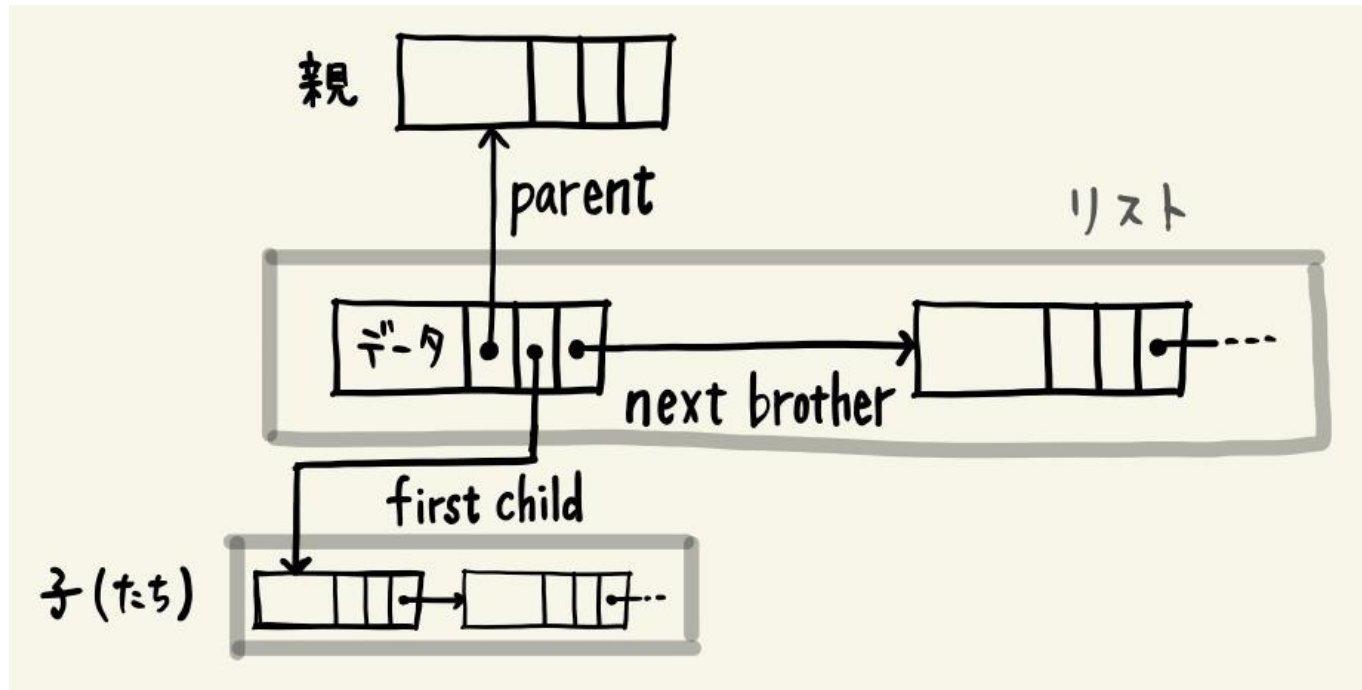 親
parent
リスト
データ
next brother
first child
子(たち)